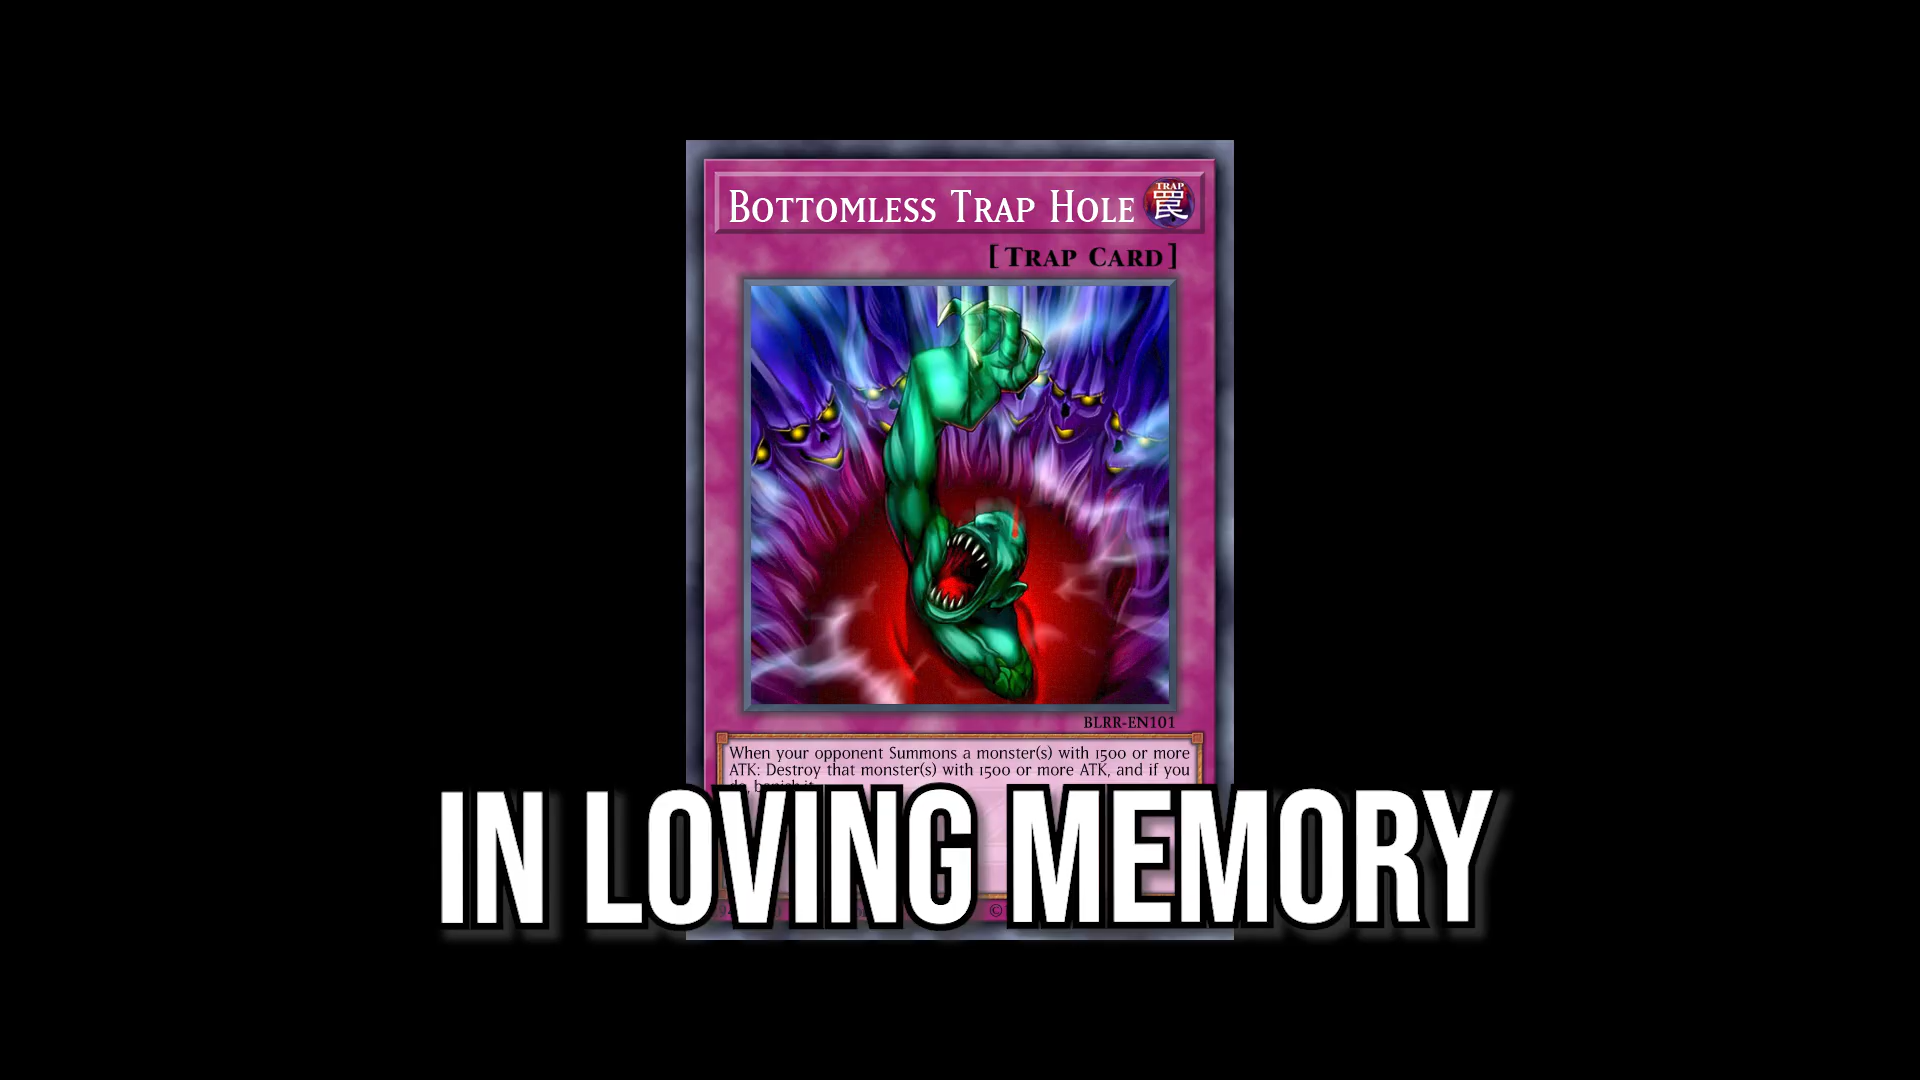 BOTTOMLESS TRAP HOLE
TRAP
罠
[TRAP CARD]
BLRR-EN101
When your opponent Summons a monster(s) with 1500 or more
ATK: Destroy that monster(s) with 1500 or more ATK, and if you
IN LOVING MEMORY
©